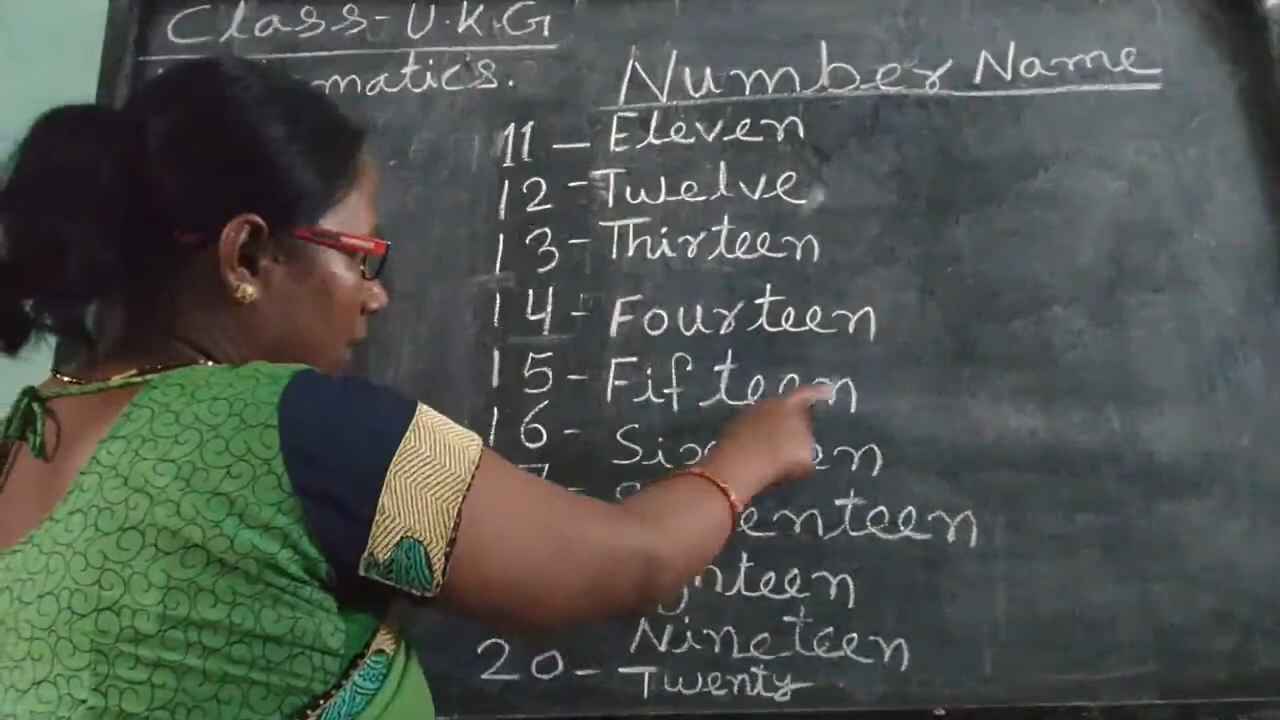 Class-U.K.G
matics.
Number Name
11 - Eleven
12 - Twelve
13 - Thirteen
14 - Fourteen
15 - Fifteen
16 -
enteen
Nineteen
20 - Twenty